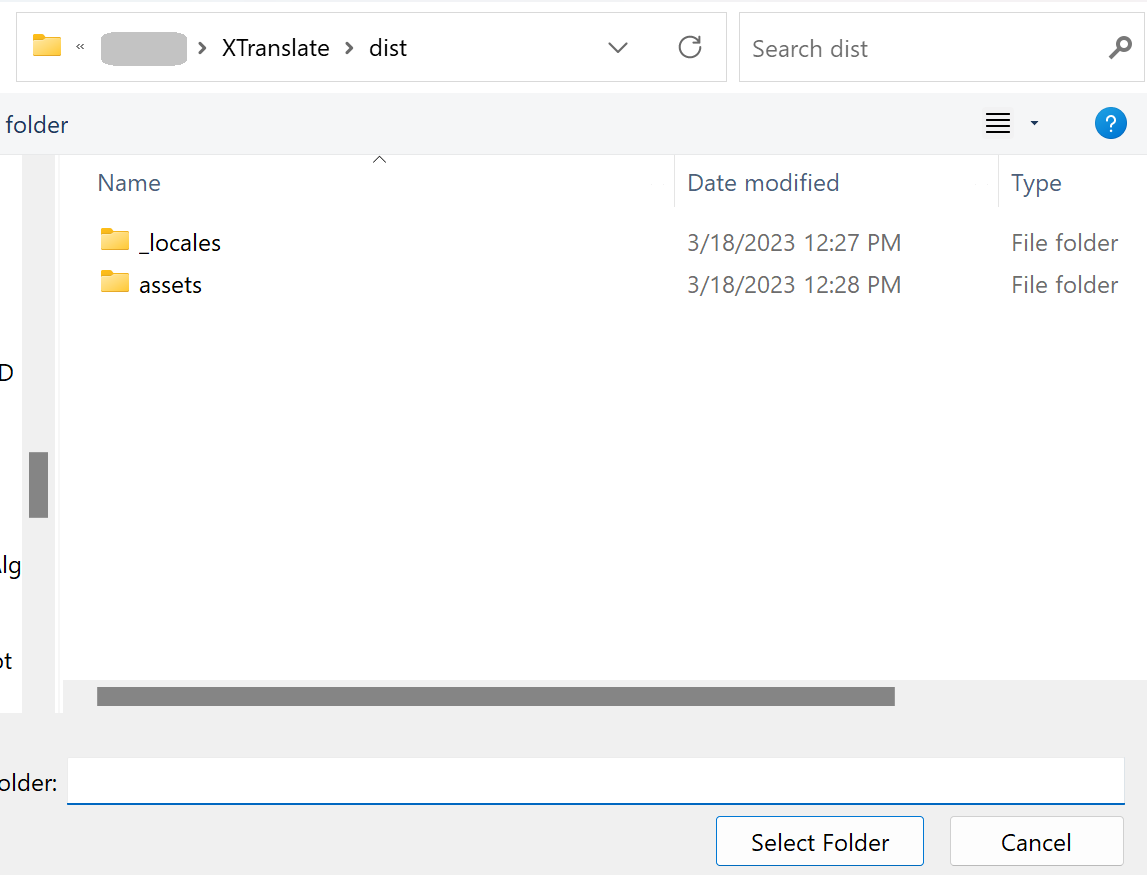 « XTranslate dist
Search dist
folder
?
Name Date modified Type
_locales 3/18/2023 12:27 PM File folder
assets 3/18/2023 12:28 PM File folder
D
lg
ot
older:
Select Folder Cancel